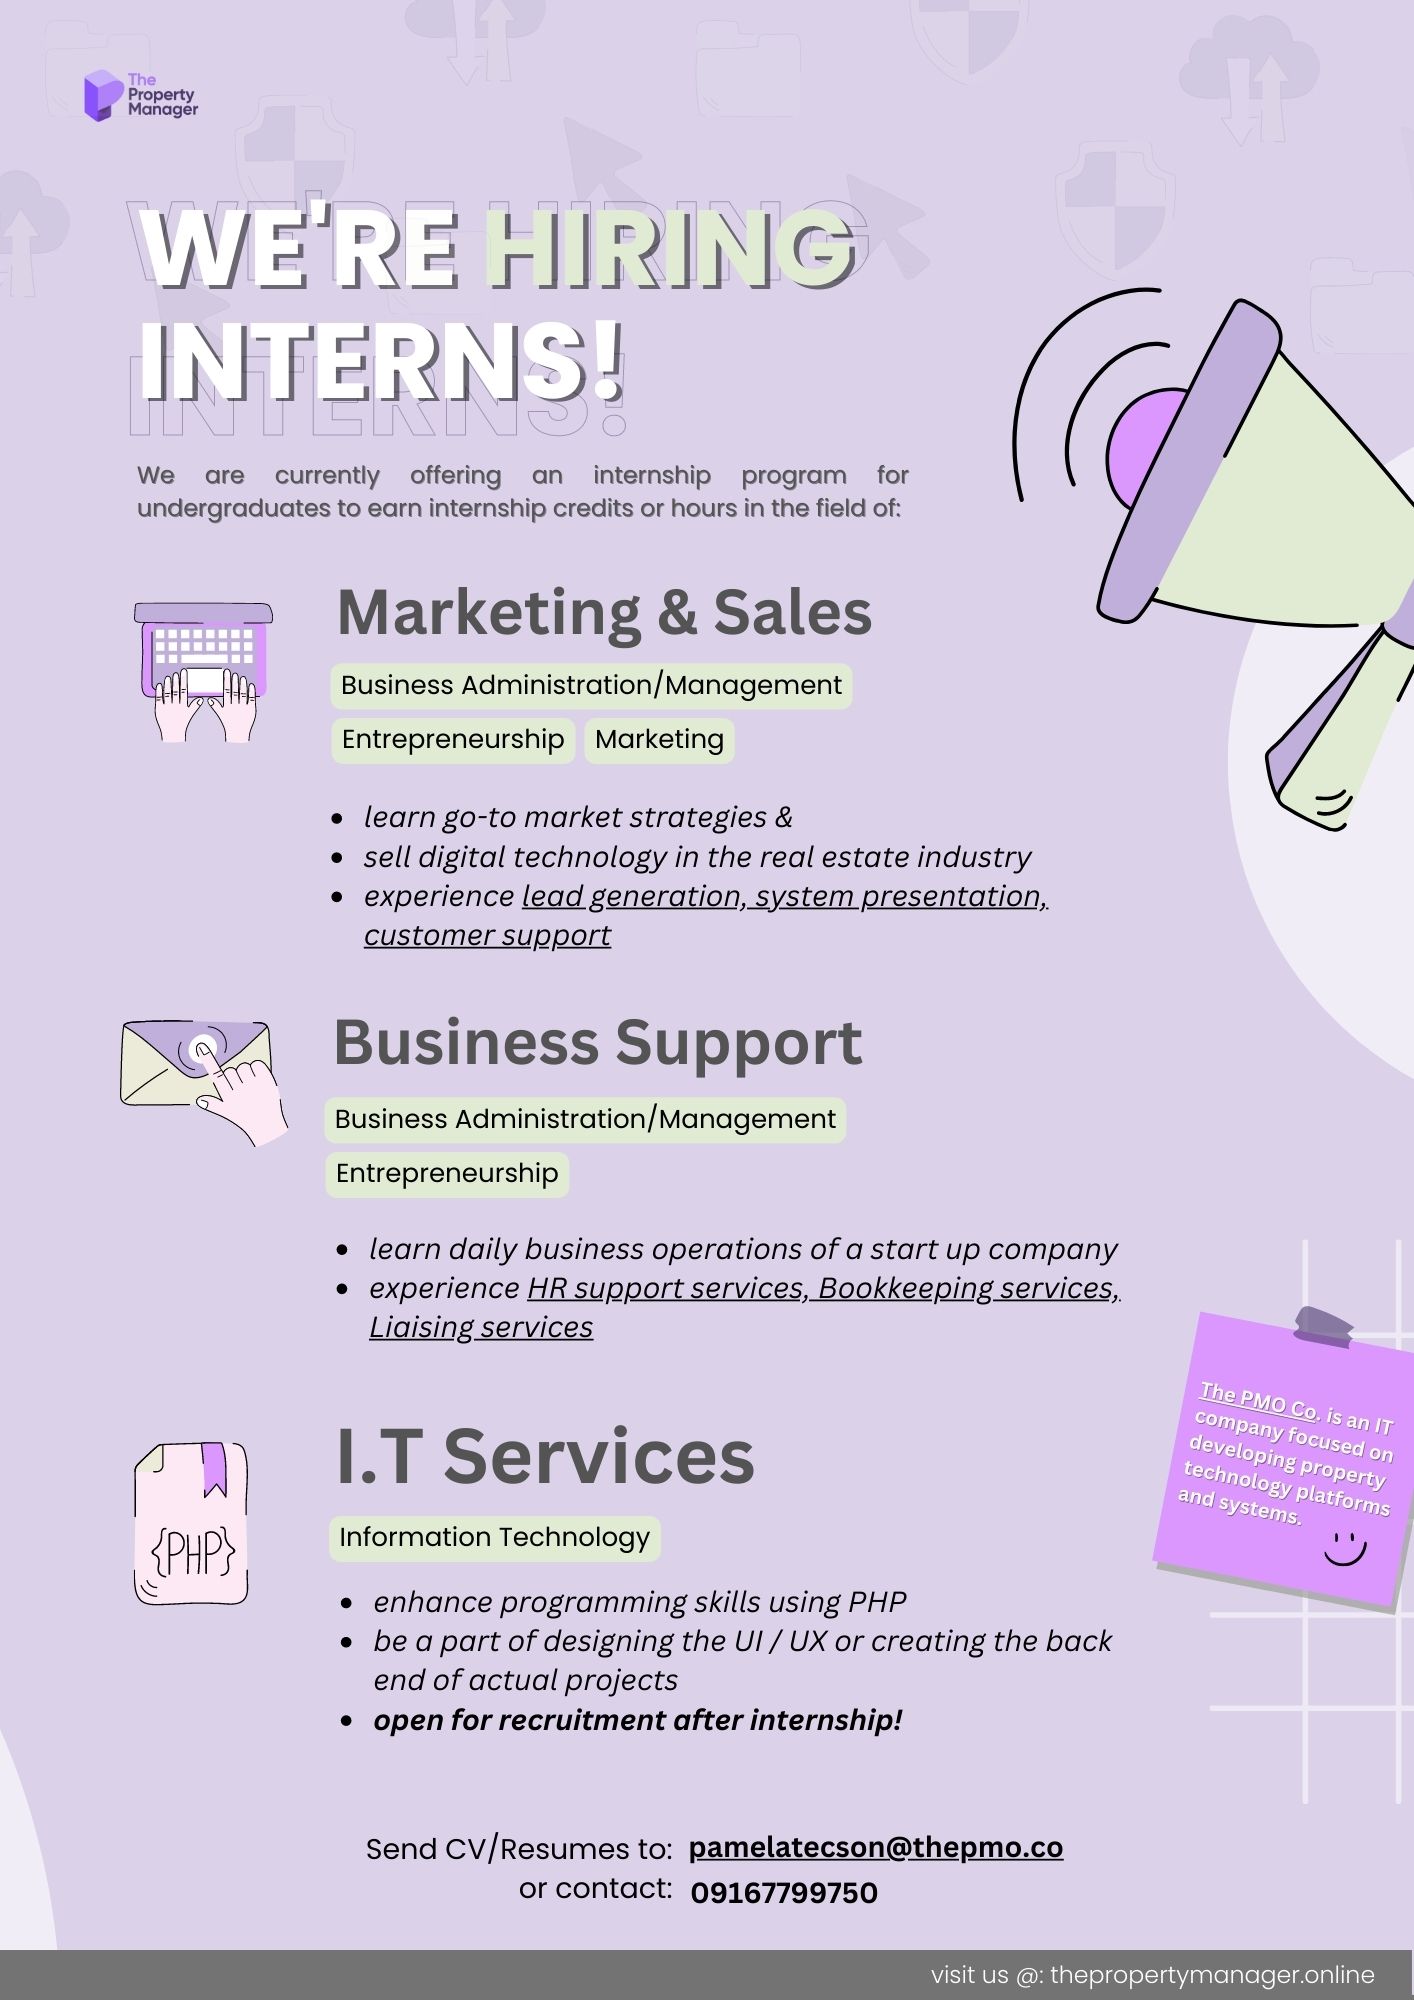 The
Property
Manager
WE'RE HIRING
INTERNS!
We are currently offering an internship program for
undergraduates to earn internship credits or hours in the field of:
Marketing & Sales
Business Administration/Management
Entrepreneurship Marketing
• learn go-to market strategies &
• sell digital technology in the real estate industry
• experience lead generation, system presentation,
customer support
Business Support
Business Administration/Management
Entrepreneurship
• learn daily business operations of a start up company
• experience HR support services, Bookkeeping services,
Liaising services
The PMO Co. is an IT
company focused on
developing property
technology platforms
and systems.
I.T Services
{PHP}
Information Technology
• enhance programming skills using PHP
• be a part of designing the UI / UX or creating the back
end of actual projects
• open for recruitment after internship!
Send CV/Resumes to: pamelatecson@thepmo.co
or contact: 09167799750
visit us @: thepropertymanager.online